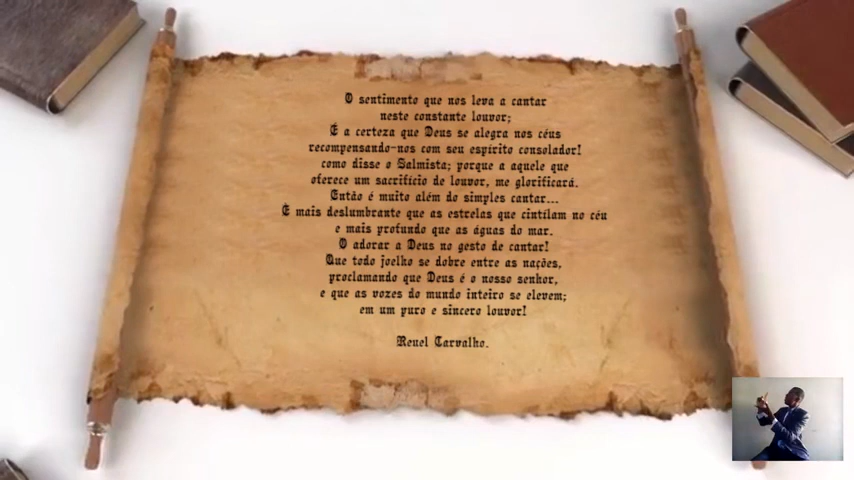 O sentimento que nos leva a cantar
neste constante louvor;
É a certeza que Deus se alegra nos céus
recompensando-nos com seu espírito consolador!
como disse o Salmista; porque a aquele que
oferece um sacrifício de louvor, me glorificará.
Então é muito além do simples cantar...
È mais deslumbrante que as estrelas que cintilam no céu
e mais profundo que as águas do mar.
O adorar a Deus no gesto de cantar!
Que todo joelho se dobre entre as nações,
proclamando que Deus é o nosso senhor,
e que as vozes do mundo inteiro se elevem;
em um puro e sincero louvor!
Reuel Carvalho.